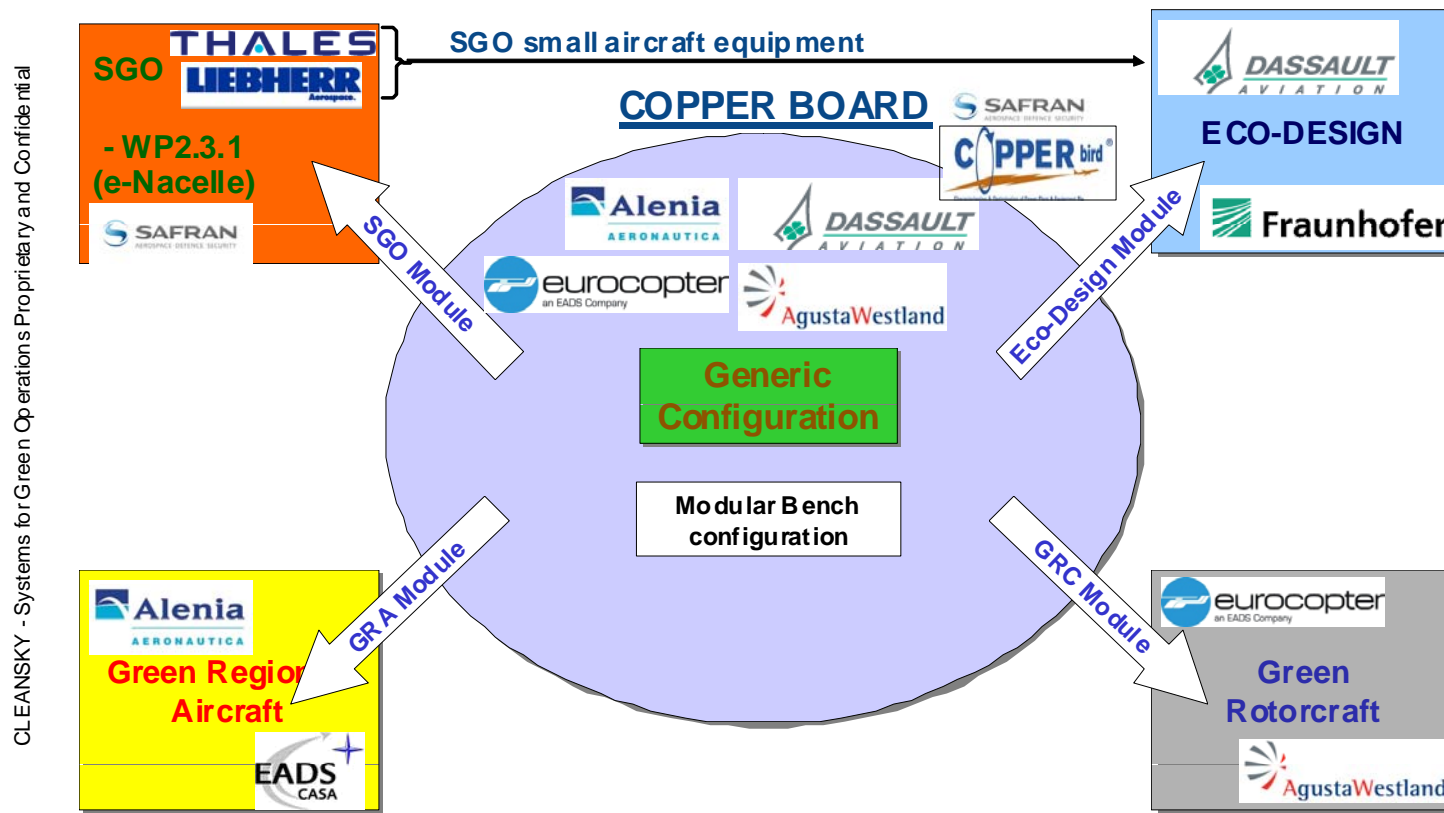 CLEANSKY - Systems for Green Operations Proprietary and Confidential
SGO
THALES
LIEBHERR
Aerospace.
- WP2.3.1
(e-Nacelle)
SAFRAN
AEROSPACE DEFENCE SECURITY
SGO small aircraft equipment
COPPER BOARD
SAFRAN
AEROSPACE DEFENCE SECURITY
COPPER bird®
DASSAULT
AVIATION
ECO-DESIGN
Fraunhofer
Alenia
AERONAUTICA
DASSAULT
AVIATION
eurocopter
an EADS Company
AgustaWestland
SGO Module
Eco-Design Module
Generic
Configuration
Modular Bench
configuration
GRA Module
GRC Module
Alenia
AERONAUTICA
Green Region
Aircraft
EADS
CASA
eurocopter
an EADS Company
Green
Rotorcraft
AgustaWestland